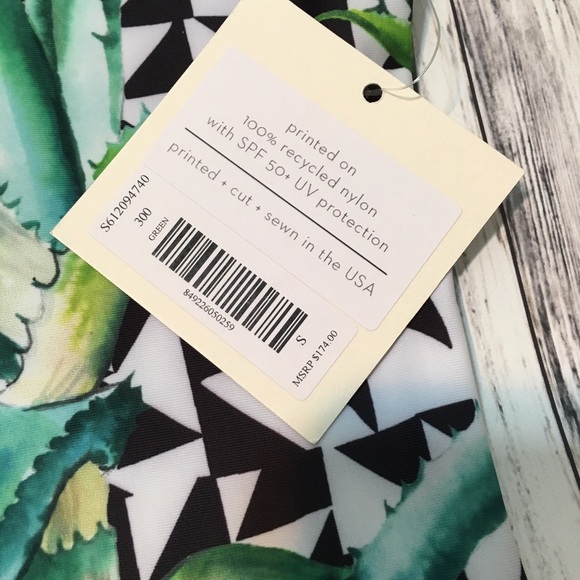 printed on
100% recycled nylon
with SPF 50+ UV protection
printed + cut + sewn in the USA
S612094740
300
GREEN
849226050259
S
MSRP $174.00